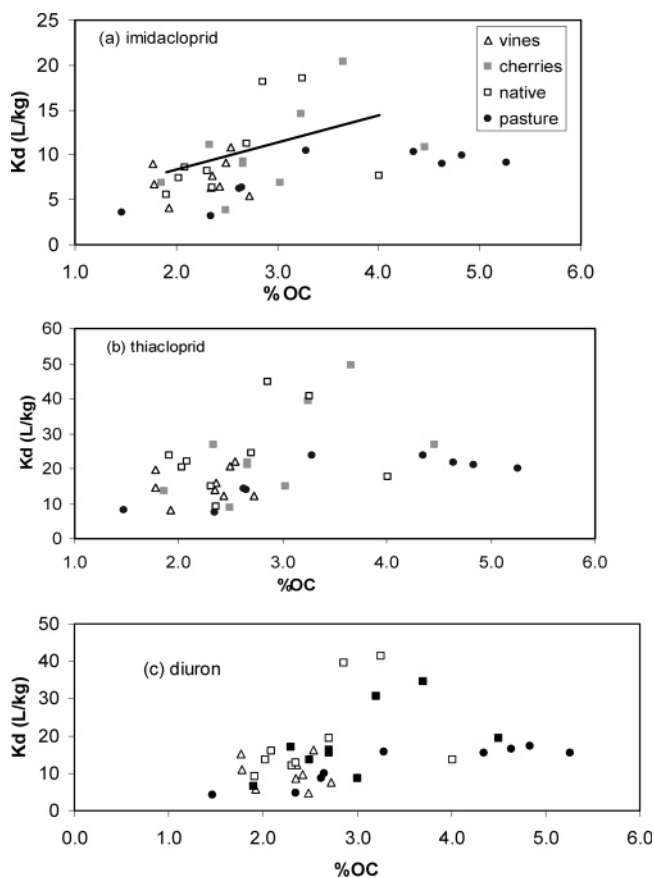 (a) imidacloprid
vines
cherries
native
pasture
Kd (L/kg)
25
20
15
10
5
0
1.0 2.0 3.0 4.0 5.0 6.0
%OC
(b) thiacloprid
Kd (L/kg)
60
50
40
30
20
10
0
1.0 2.0 3.0 4.0 5.0 6.0
%OC
(c) diuron
Kd (L/kg)
50
40
30
20
10
0
0.0 1.0 2.0 3.0 4.0 5.0 6.0
%OC